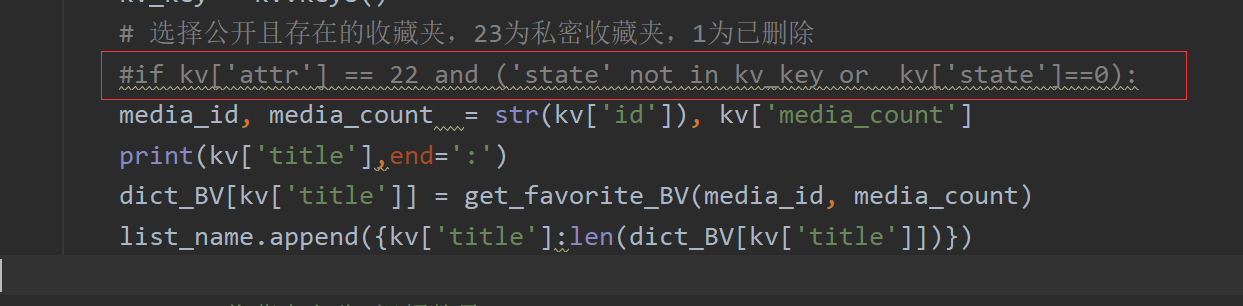 # 选择公开且存在的收藏夹，23为私密收藏夹，1为已删除
#if kv['attr'] == 22 and ('state' not in kv_key or  kv['state']==0):
media_id, media_count  = str(kv['id']), kv['media_count']
print(kv['title'],end=':')
dict_BV[kv['title']] = get_favorite_BV(media_id, media_count)
list_name.append({kv['title']:len(dict_BV[kv['title']])})